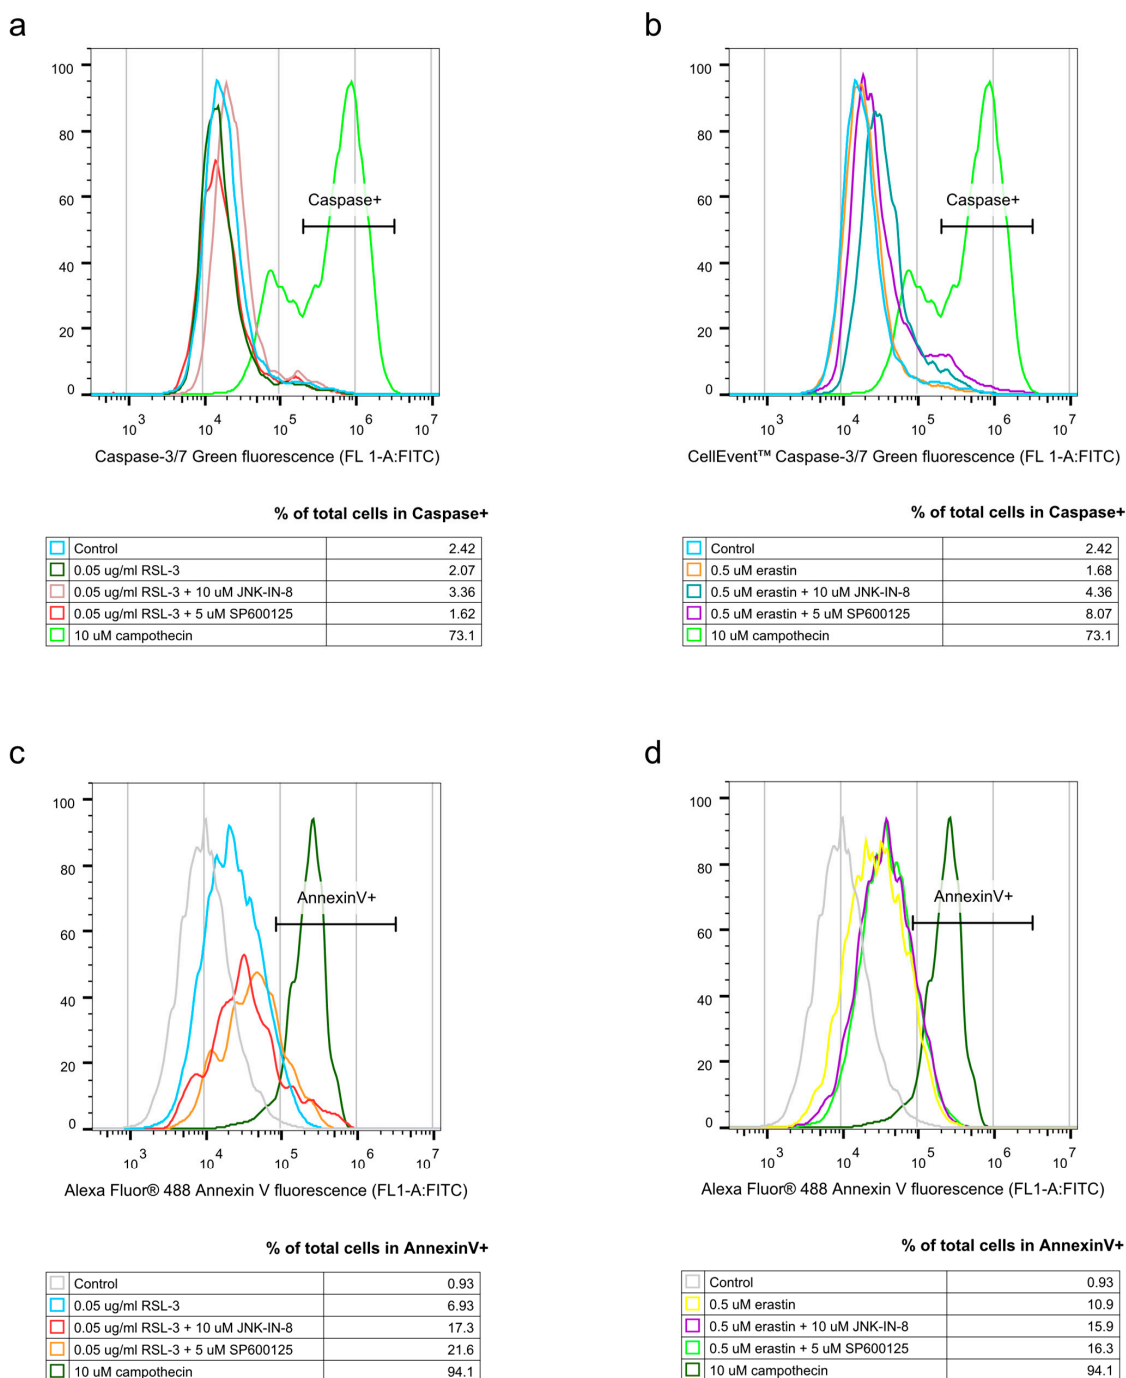 a
100
80
60
40
20
0
Caspase+
10^3 10^4 10^5 10^6 10^7
Caspase-3/7 Green fluorescence (FL 1-A:FITC)
% of total cells in Caspase+
Control 2.42
0.05 ug/ml RSL-3 2.07
0.05 ug/ml RSL-3 + 10 uM JNK-IN-8 3.36
0.05 ug/ml RSL-3 + 5 uM SP600125 1.62
10 uM campothecin 73.1
b
100
80
60
40
20
0
Caspase+
10^3 10^4 10^5 10^6 10^7
CellEvent™ Caspase-3/7 Green fluorescence (FL 1-A:FITC)
% of total cells in Caspase+
Control 2.42
0.5 uM erastin 1.68
0.5 uM erastin + 10 uM JNK-IN-8 4.36
0.5 uM erastin + 5 uM SP600125 8.07
10 uM campothecin 73.1
c
100
80
60
40
20
0
AnnexinV+
10^3 10^4 10^5 10^6 10^7
Alexa Fluor® 488 Annexin V fluorescence (FL1-A:FITC)
% of total cells in AnnexinV+
Control 0.93
0.05 ug/ml RSL-3 6.93
0.05 ug/ml RSL-3 + 10 uM JNK-IN-8 17.3
0.05 ug/ml RSL-3 + 5 uM SP600125 21.6
10 uM campothecin 94.1
d
100
80
60
40
20
0
AnnexinV+
10^3 10^4 10^5 10^6 10^7
Alexa Fluor® 488 Annexin V fluorescence (FL1-A:FITC)
% of total cells in AnnexinV+
Control 0.93
0.5 uM erastin 10.9
0.5 uM erastin + 10 uM JNK-IN-8 15.9
0.5 uM erastin + 5 uM SP600125 16.3
10 uM campothecin 94.1